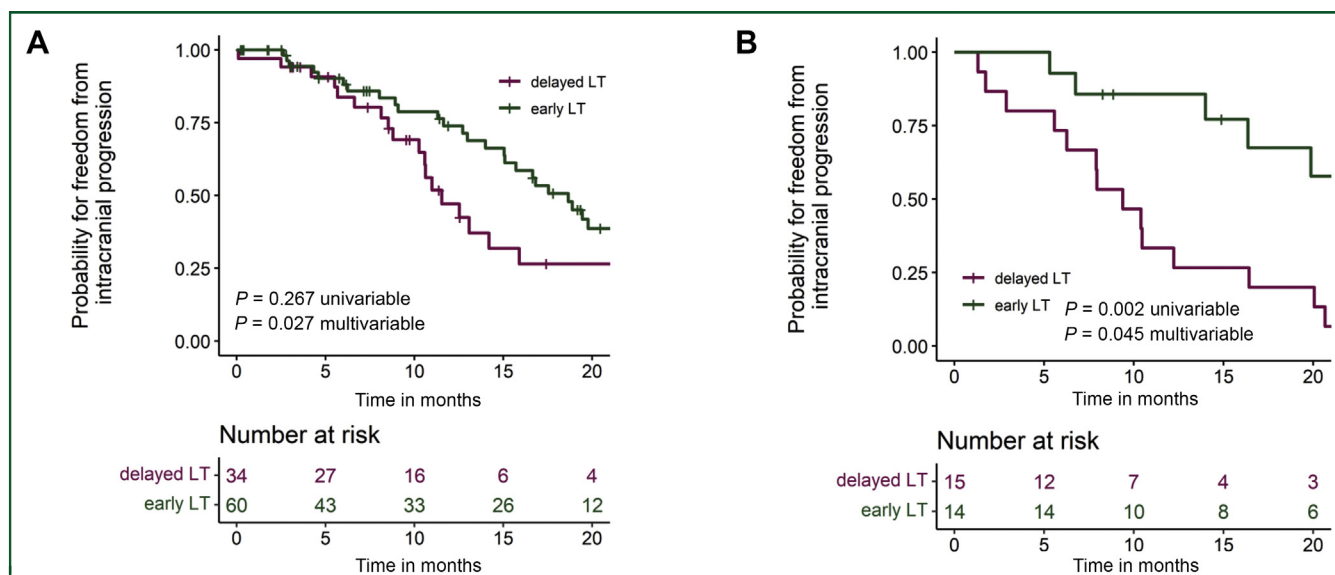 A
Probability for freedom from
intracranial progression
1.00
0.75
0.50
0.25
0.00
delayed LT
early LT
P = 0.267 univariable
P = 0.027 multivariable
0 5 10 15 20
Time in months
Number at risk
delayed LT 34 27 16 6 4
early LT 60 43 33 26 12
0 5 10 15 20
Time in months
B
Probability for freedom from
intracranial progression
1.00
0.75
0.50
0.25
0.00
delayed LT
early LT
P = 0.002 univariable
P = 0.045 multivariable
0 5 10 15 20
Time in months
Number at risk
delayed LT 15 12 7 4 3
early LT 14 14 10 8 6
0 5 10 15 20
Time in months